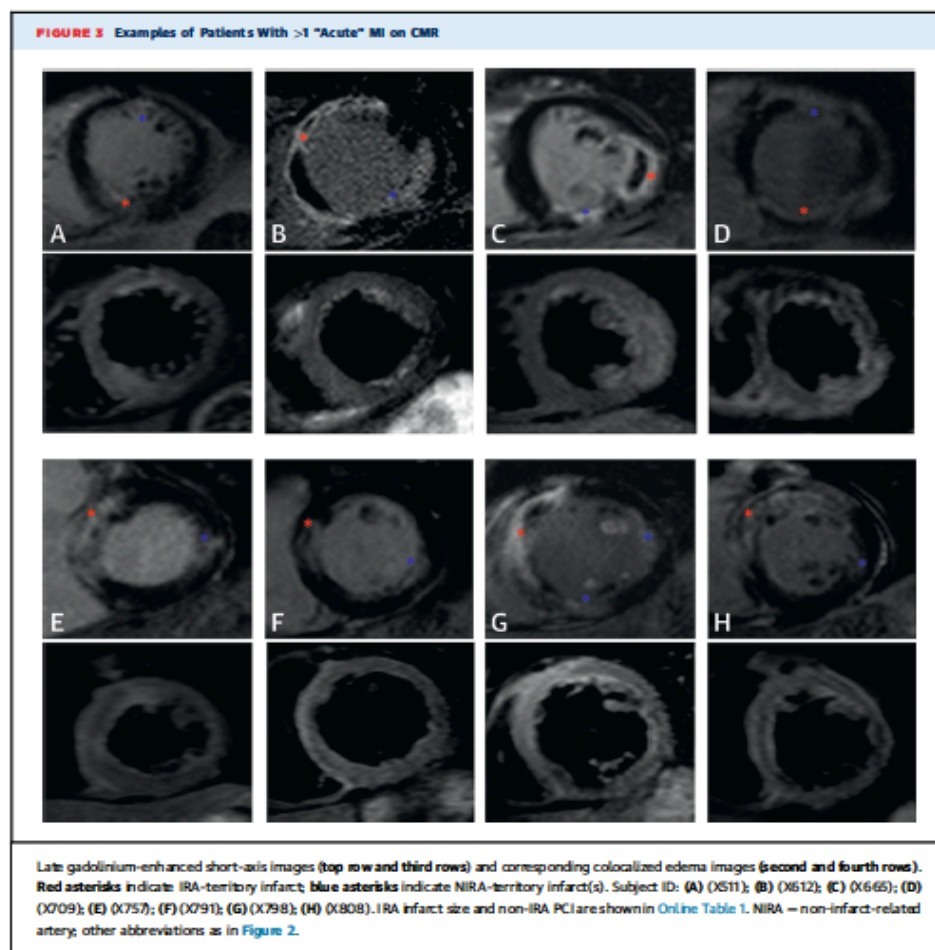 FIGURE 3 Examples of Patients With >1 "Acute" MI on CMR
A B C D
E F G H
Late gadolinium-enhanced short-axis images (top row and third rows) and corresponding colocalized edema images (second and fourth rows).
Red asterisks indicate IRA-territory infarct; blue asterisks indicate NIRA-territory infarct(s). Subject ID: (A) (X511); (B) (X612); (C) (X665); (D)
(X709); (E) (X757); (F) (X791); (G) (X798); (H) (X808). IRA infarct size and non-IRA PCI are shown in Online Table 1. NIRA = non-infarct-related
artery; other abbreviations as in Figure 2.